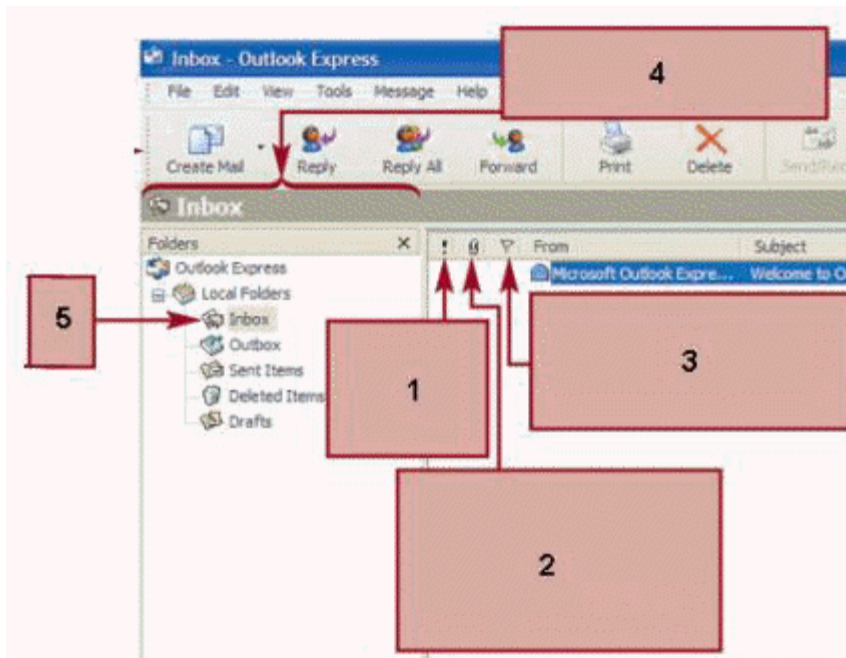 Inbox - Outlook Express
4
File Edit View Tools Message Help
Create Mail Reply Reply All Forward Print Delete
Inbox
Folders × ! From Subject
Outlook Express Microsoft Outlook Expre... Welcome to O
Local Folders
5
Inbox
Outbox
3
Sent Items
1
Deleted Items
Drafts
2